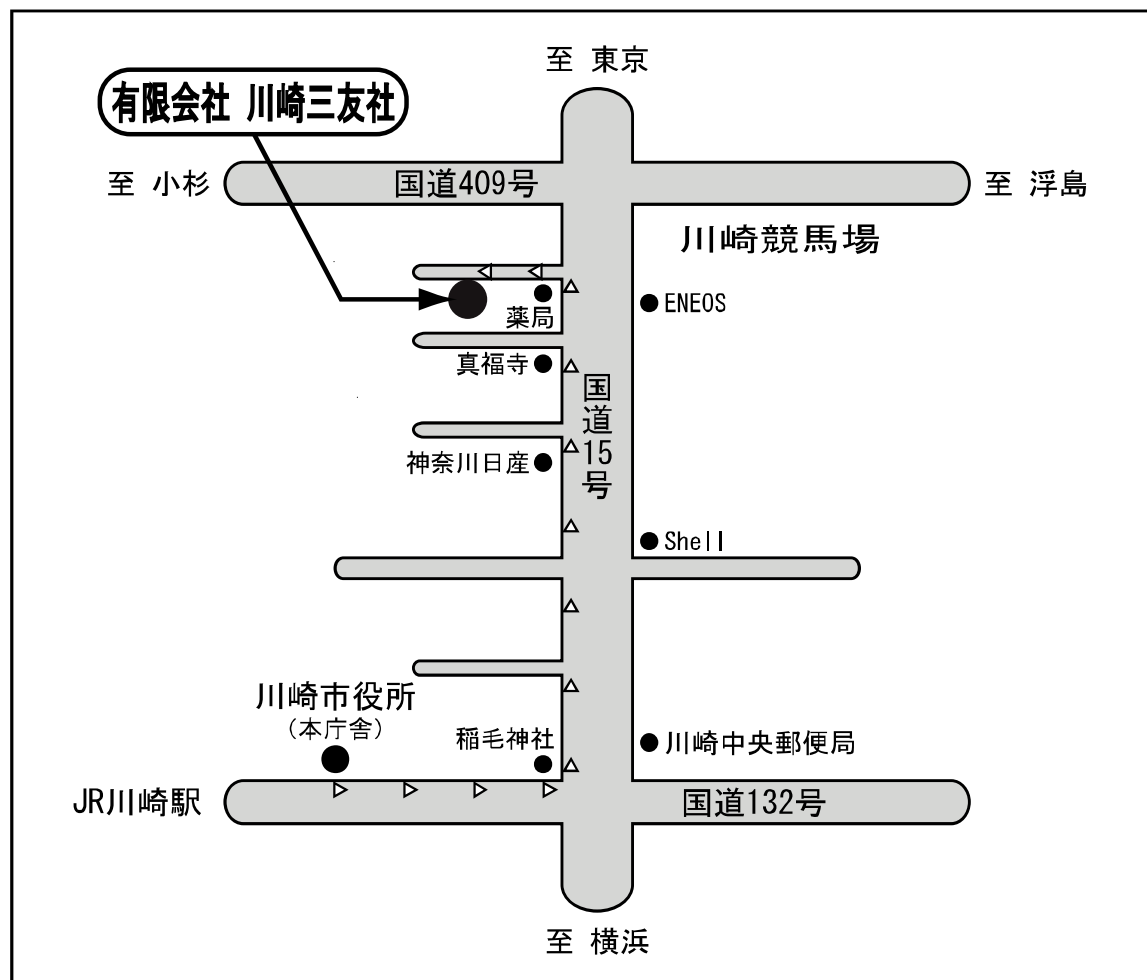 至 東京
有限会社 川崎三友社
至 小杉
国道409号
至 浮島
川崎競馬場
ENEOS
薬局
真福寺
国道15号
神奈川日産
Shell
川崎市役所
(本庁舎)
稲毛神社
川崎中央郵便局
JR川崎駅
国道132号
至 横浜